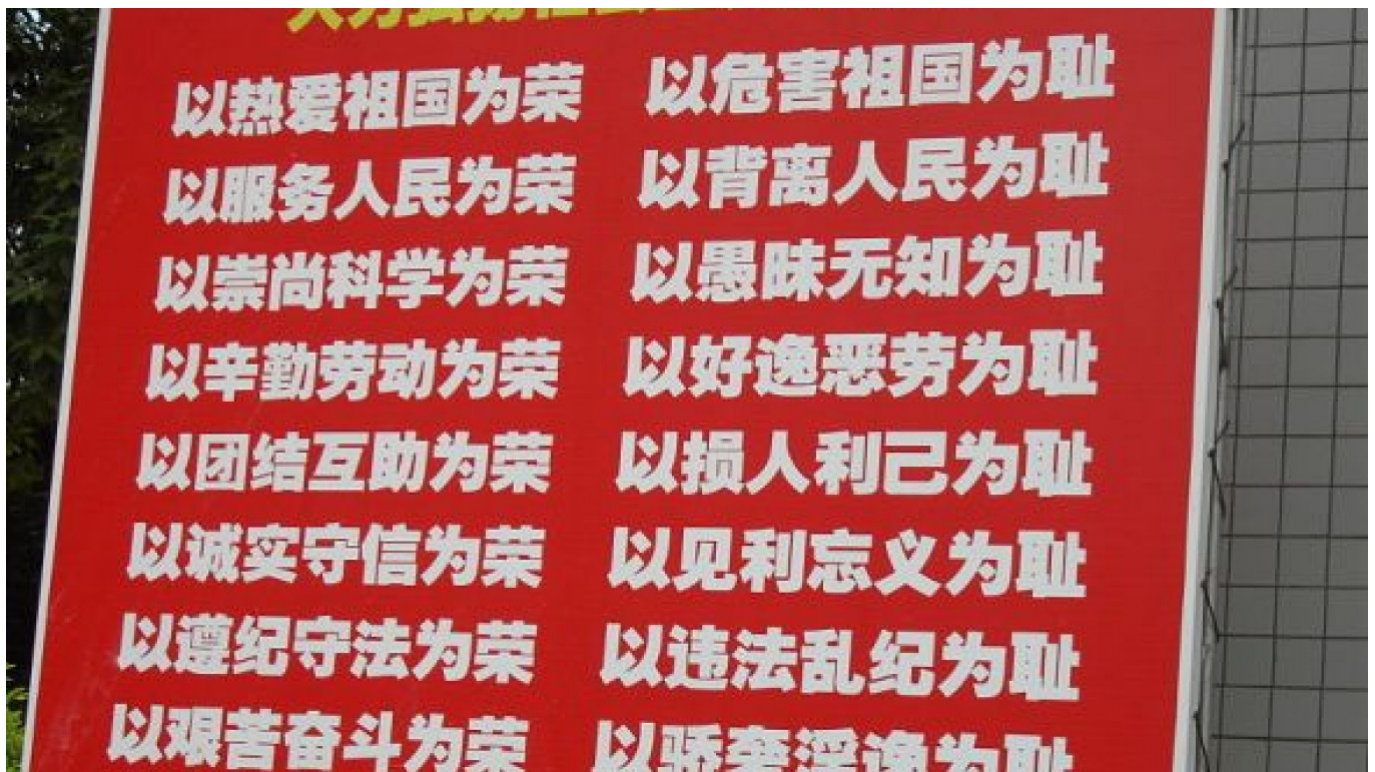 以热爱祖国为荣 以危害祖国为耻
以服务人民为荣 以背离人民为耻
以崇尚科学为荣 以愚昧无知为耻
以辛勤劳动为荣 以好逸恶劳为耻
以团结互助为荣 以损人利己为耻
以诚实守信为荣 以见利忘义为耻
以遵纪守法为荣 以违法乱纪为耻
以艰苦奋斗为荣 以骄奢淫逸为耻